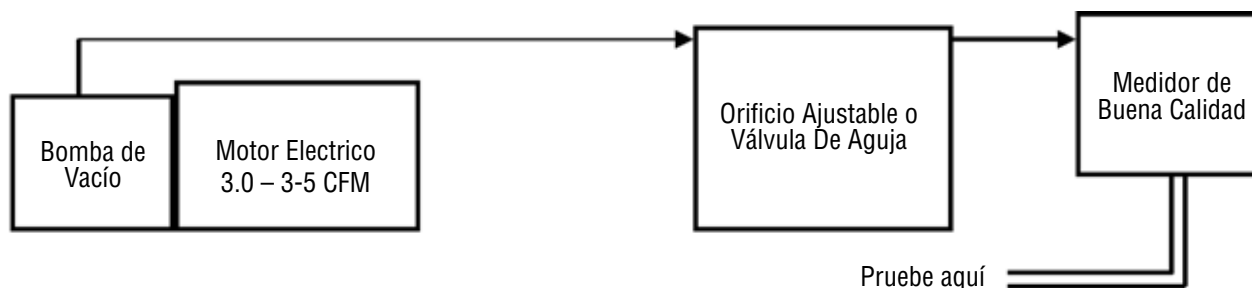 Bomba de
Vacío
Motor Electrico
3.0 – 3-5 CFM
Orificio Ajustable o
Válvula De Aguja
Medidor de
Buena Calidad
Pruebe aquí